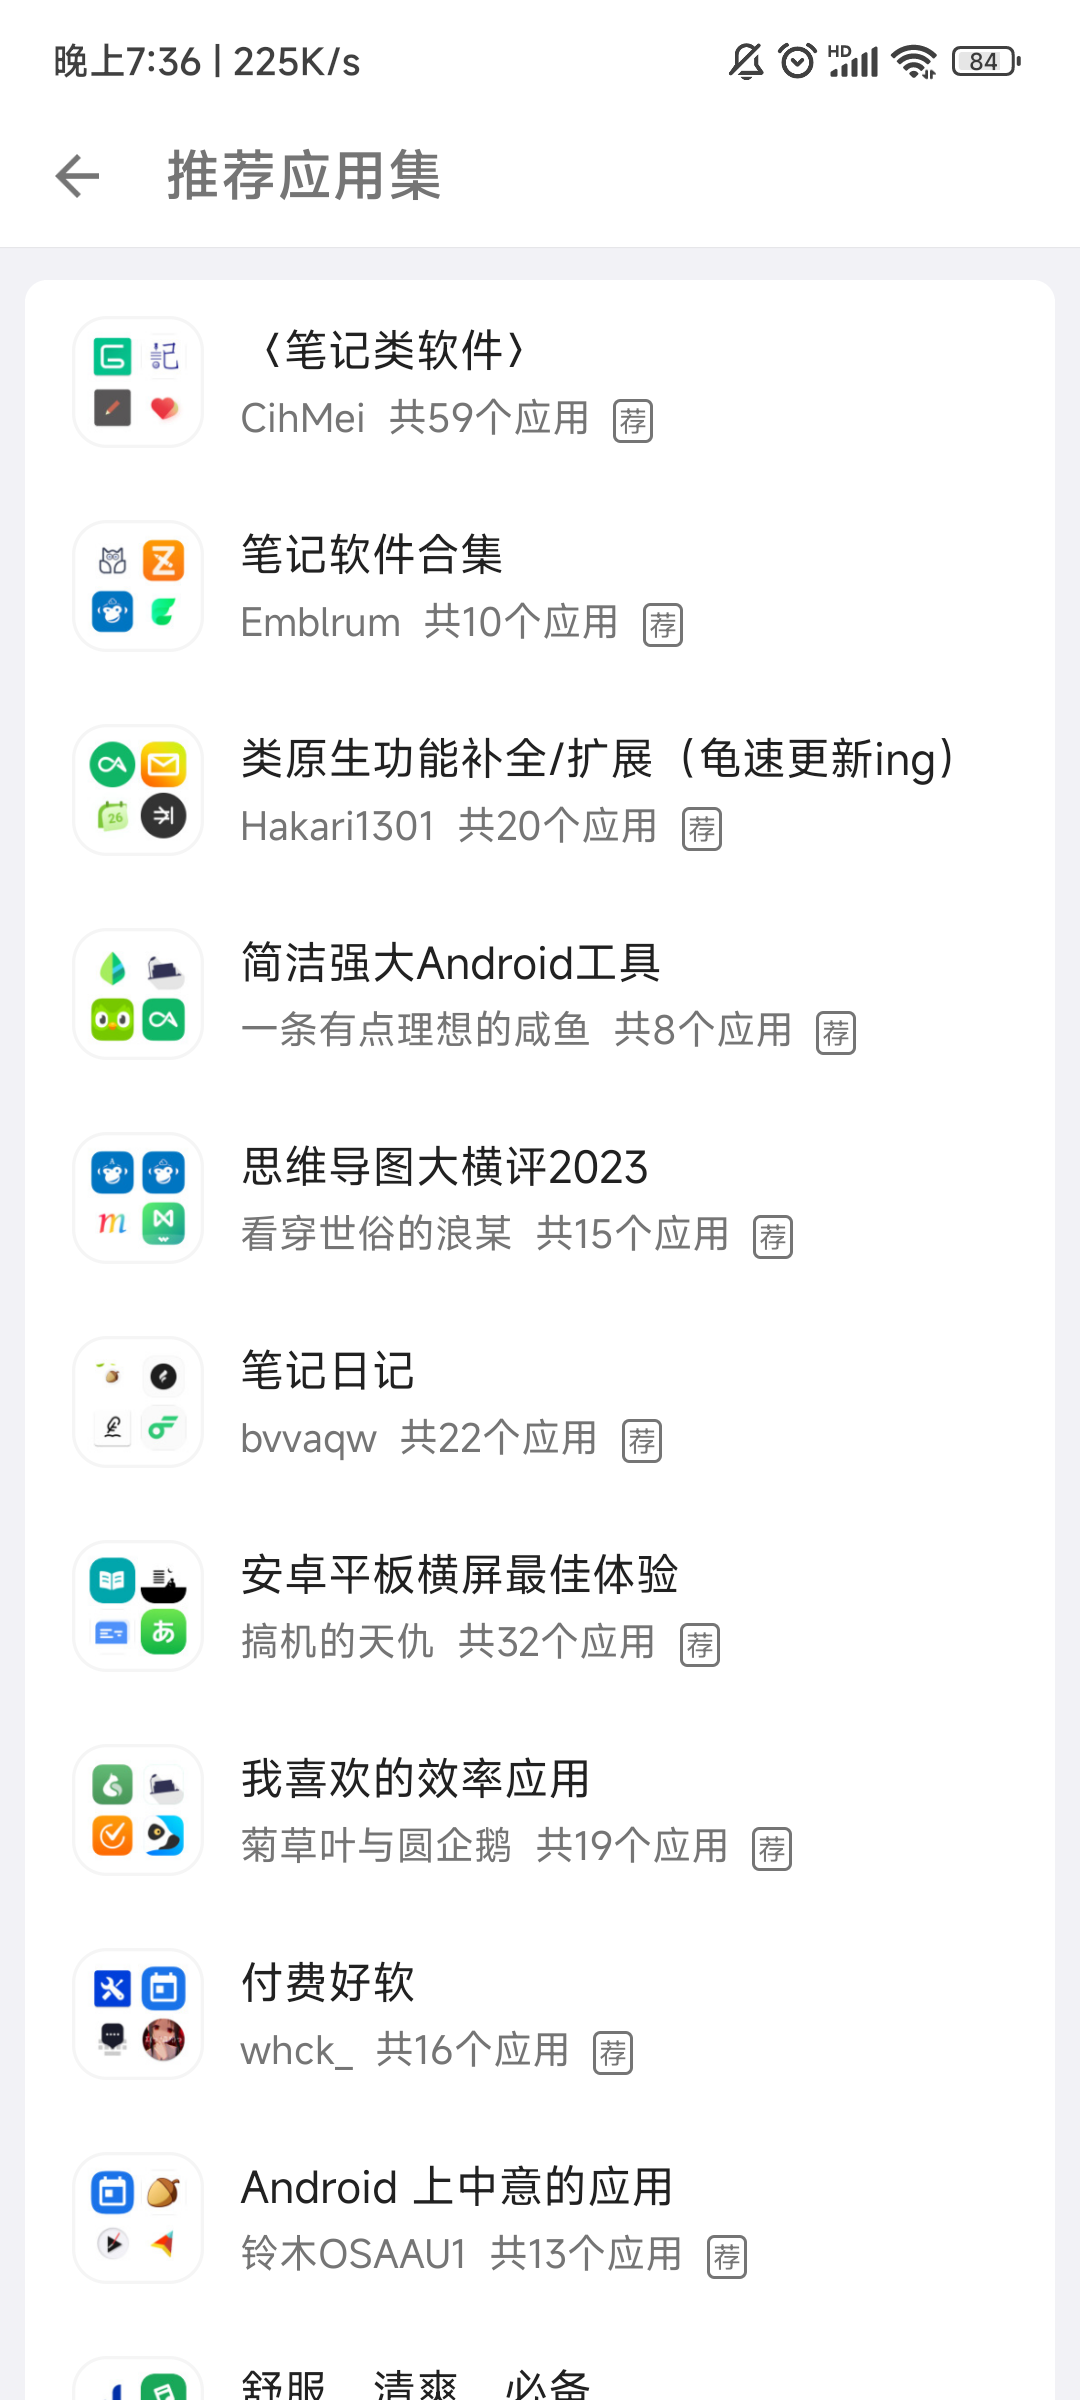 晚上7:36 | 225K/s
HD
84
推荐应用集
〈笔记类软件〉
CihMei 共59个应用 荐
笔记软件合集
Emblrum 共10个应用 荐
类原生功能补全/扩展（龟速更新ing）
26
Hakari1301 共20个应用 荐
简洁强大Android工具
一条有点理想的咸鱼 共8个应用 荐
思维导图大横评2023
看穿世俗的浪某 共15个应用 荐
笔记日记
bvvaqw 共22个应用 荐
安卓平板横屏最佳体验
あ
搞机的天仇 共32个应用 荐
我喜欢的效率应用
菊草叶与圆企鹅 共19个应用 荐
付费好软
whck_ 共16个应用 荐
Android 上中意的应用
铃木OSAAU1 共13个应用 荐
舒服 清爽 必备